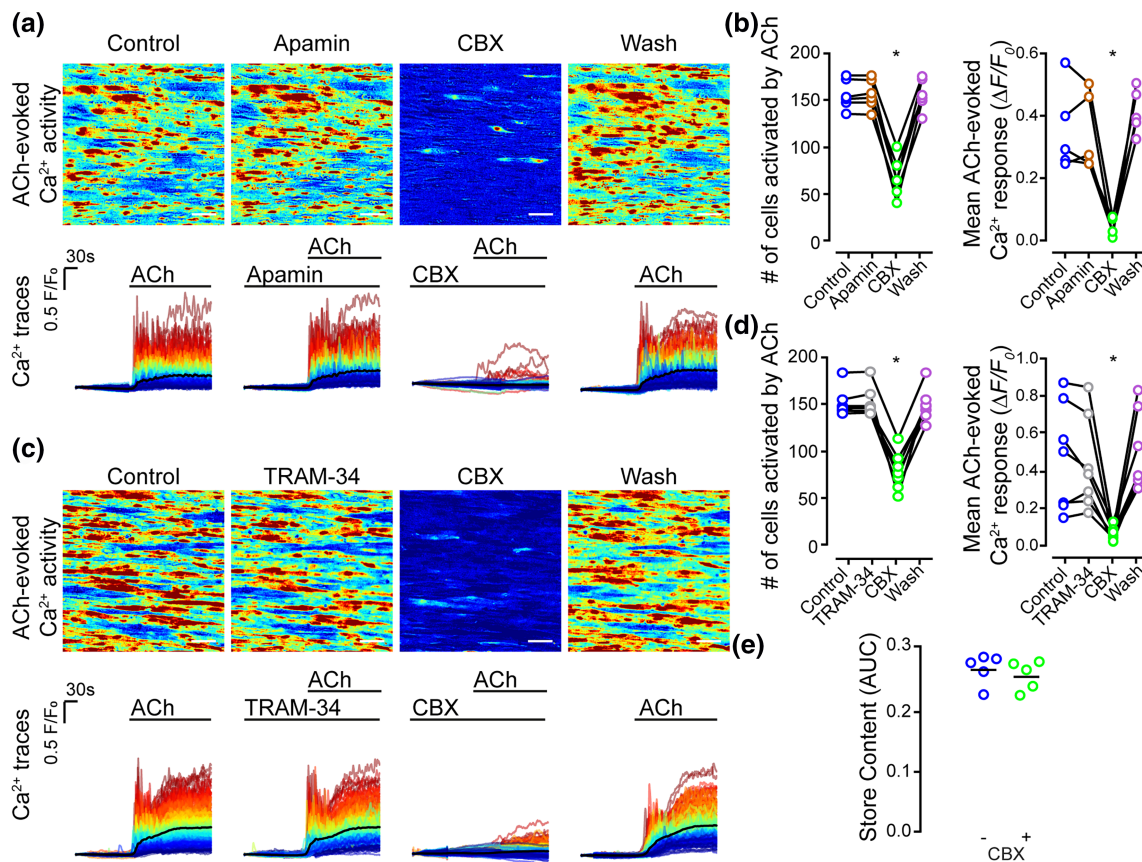 (a)
Control Apamin CBX Wash
ACh-evoked
Ca²⁺ activity
30s
0.5 F/Fo
Ca²⁺ traces
ACh
ACh
Apamin
ACh
CBX
ACh
(b)
# of cells activated by ACh
200
150
100
50
0
*
Control
Apamin
CBX
Wash
Mean ACh-evoked
Ca²⁺ response (ΔF/F₀)
0.6
0.4
0.2
0.0
*
Control
Apamin
CBX
Wash
(c)
Control TRAM-34 CBX Wash
ACh-evoked
Ca²⁺ activity
30s
0.5 F/Fo
Ca²⁺ traces
ACh
ACh
TRAM-34
ACh
CBX
ACh
(d)
# of cells activated by ACh
200
150
100
50
0
*
Control
TRAM-34
CBX
Wash
Mean ACh-evoked
Ca²⁺ response (ΔF/F₀)
1.0
0.8
0.6
0.4
0.2
0.0
*
Control
TRAM-34
CBX
Wash
(e)
Store Content (AUC)
0.3
0.2
0.1
0.0
- +
CBX